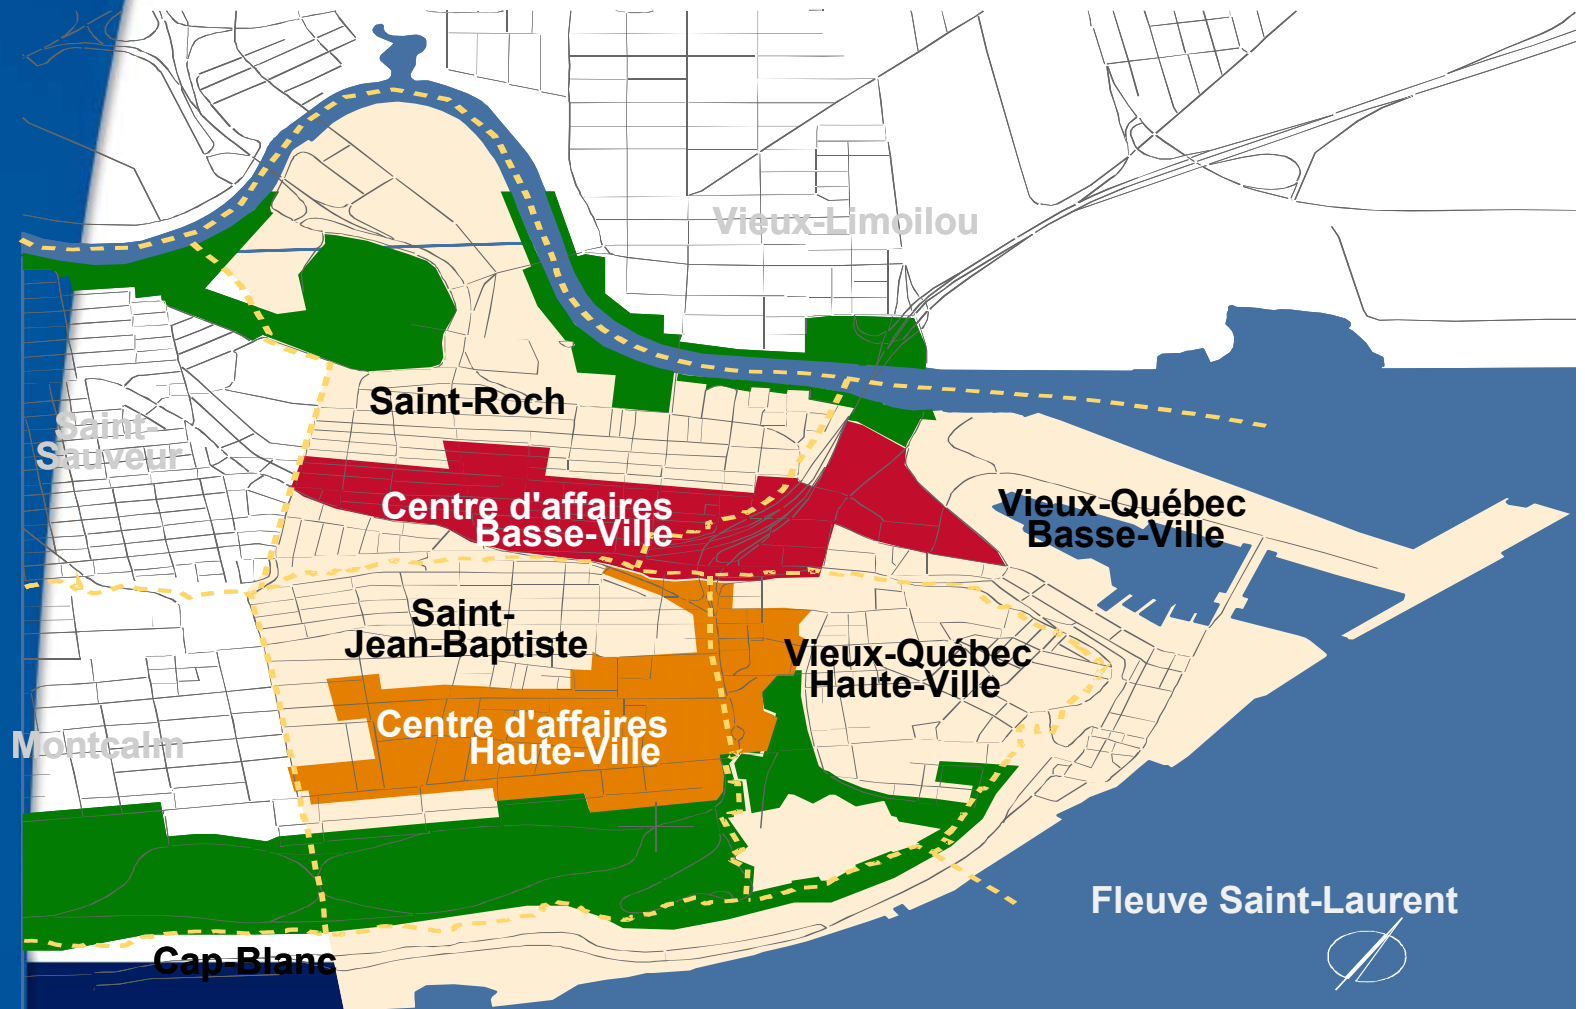 Vieux-Limoilou
Saint-Roch
Saint-
Sauveur
Centre d'affaires
Basse-Ville
Vieux-Québec
Basse-Ville
Saint-
Jean-Baptiste
Vieux-Québec
Haute-Ville
Centre d'affaires
Haute-Ville
Montcalm
Fleuve Saint-Laurent
Cap-Blanc